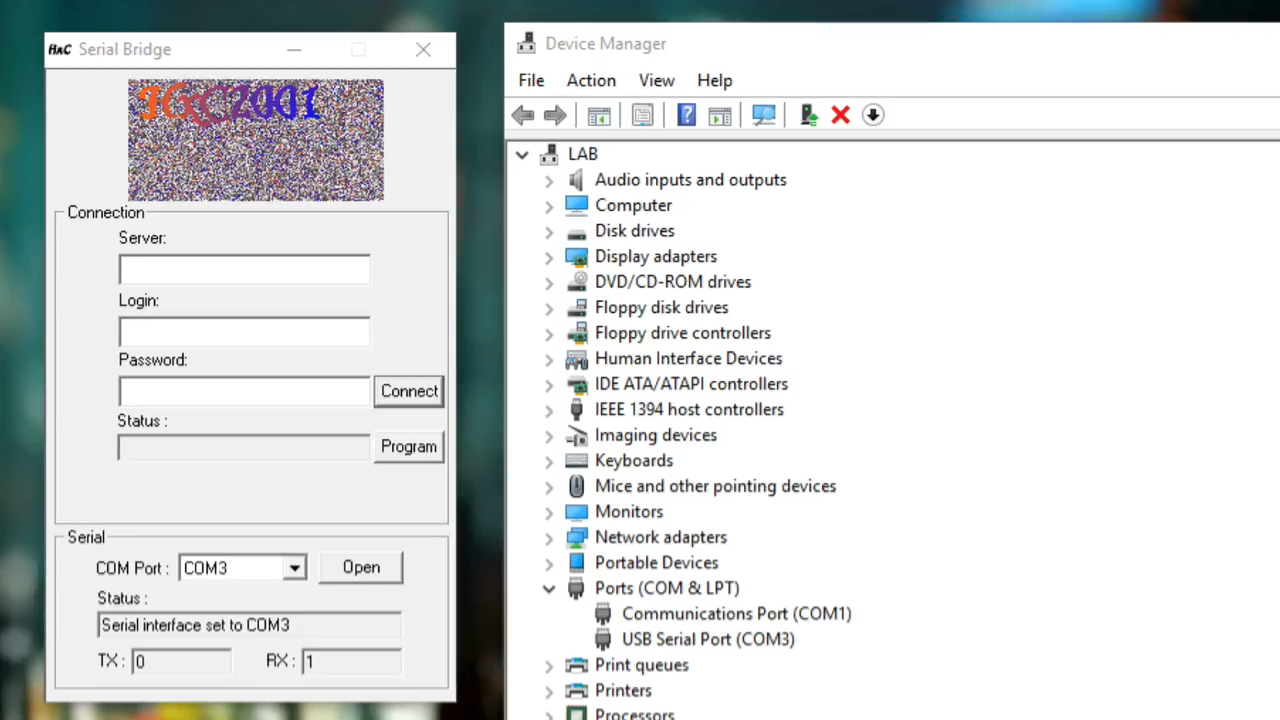 HxC Serial Bridge
JGxC2001
Connection
Server:
Login:
Password:
Connect
Status :
Program
Serial
COM Port :
COM3
Open
Status :
Serial interface set to COM3
TX :
0
RX :
1
Device Manager
File Action View Help
LAB
Audio inputs and outputs
Computer
Disk drives
Display adapters
DVD/CD-ROM drives
Floppy disk drives
Floppy drive controllers
Human Interface Devices
IDE ATA/ATAPI controllers
IEEE 1394 host controllers
Imaging devices
Keyboards
Mice and other pointing devices
Monitors
Network adapters
Portable Devices
Ports (COM & LPT)
Communications Port (COM1)
USB Serial Port (COM3)
Print queues
Printers
Processors